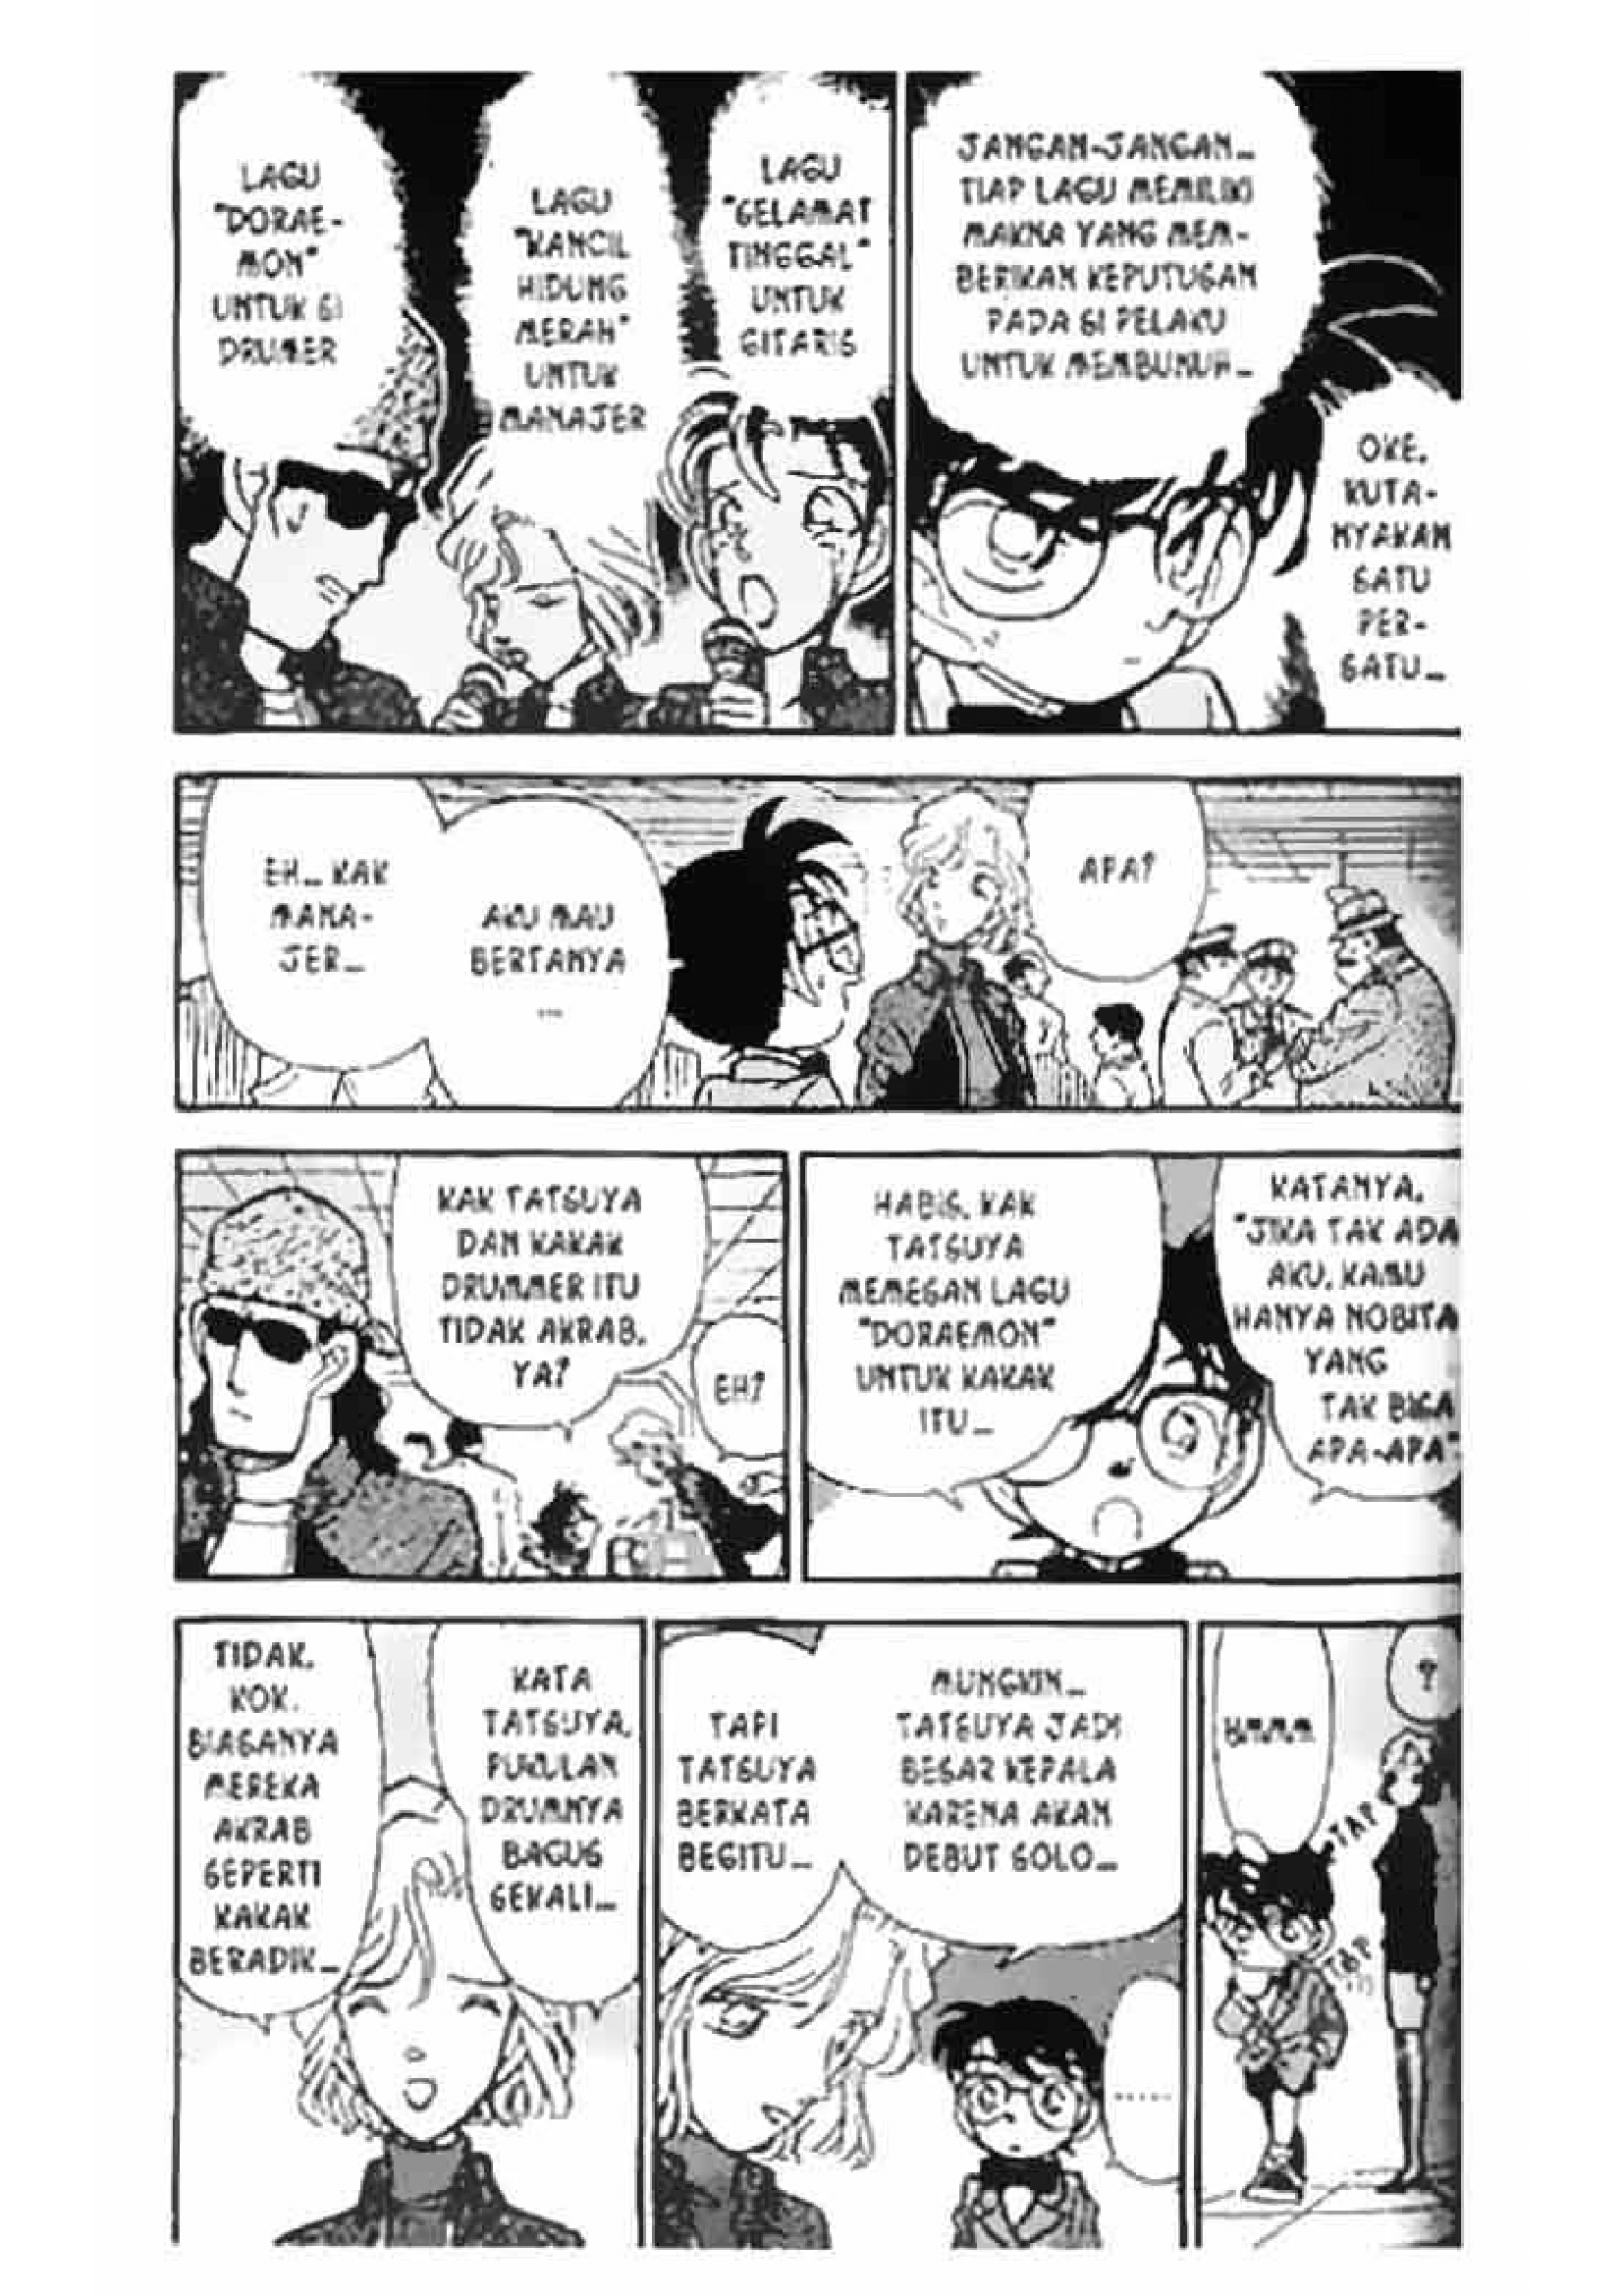 LAGU
"DORAE-
MON"
UNTUK SI
DRUMER
LAGU
"KANCIL
HIDUNG
MERAH"
UNTUK
MANAJER
LAGU
"SELAMAT
TINGGAL"
UNTUK
GITARIS
JANGAN-JANGAN...
TIAP LAGU MEMILIKI
MAKNA YANG MEM-
BERIKAN KEPUTUSAN
PADA SI PELAKU
UNTUK MEMBUNUH...
OKE,
KUTA-
NYAKAN
SATU
PER-
SATU...
EH... KAK
MANA-
JER...
AKU MAU
BERTANYA
...
APA?
KAK TATSUYA
DAN KAKAK
DRUMMER ITU
TIDAK AKRAB,
YA?
EH?
HABIS, KAK
TATSUYA
MEMESAN LAGU
"DORAEMON"
UNTUK KAKAK
ITU...
KATANYA,
"JIKA TAK ADA
AKU, KAMU
HANYA NOBITA
YANG
TAK BISA
APA-APA"
TIDAK,
KOK.
BIASANYA
MEREKA
AKRAB
SEPERTI
KAKAK
BERADIK...
KATA
TATSUYA,
PUKULAN
DRUMNYA
BAGUS
SEKALI...
TAPI
TATSUYA
BERKATA
BEGITU...
MUNGKIN...
TATSUYA JADI
BESAR KEPALA
KARENA AKAN
DEBUT SOLO...
......
HMMM
?
TAP
TAP